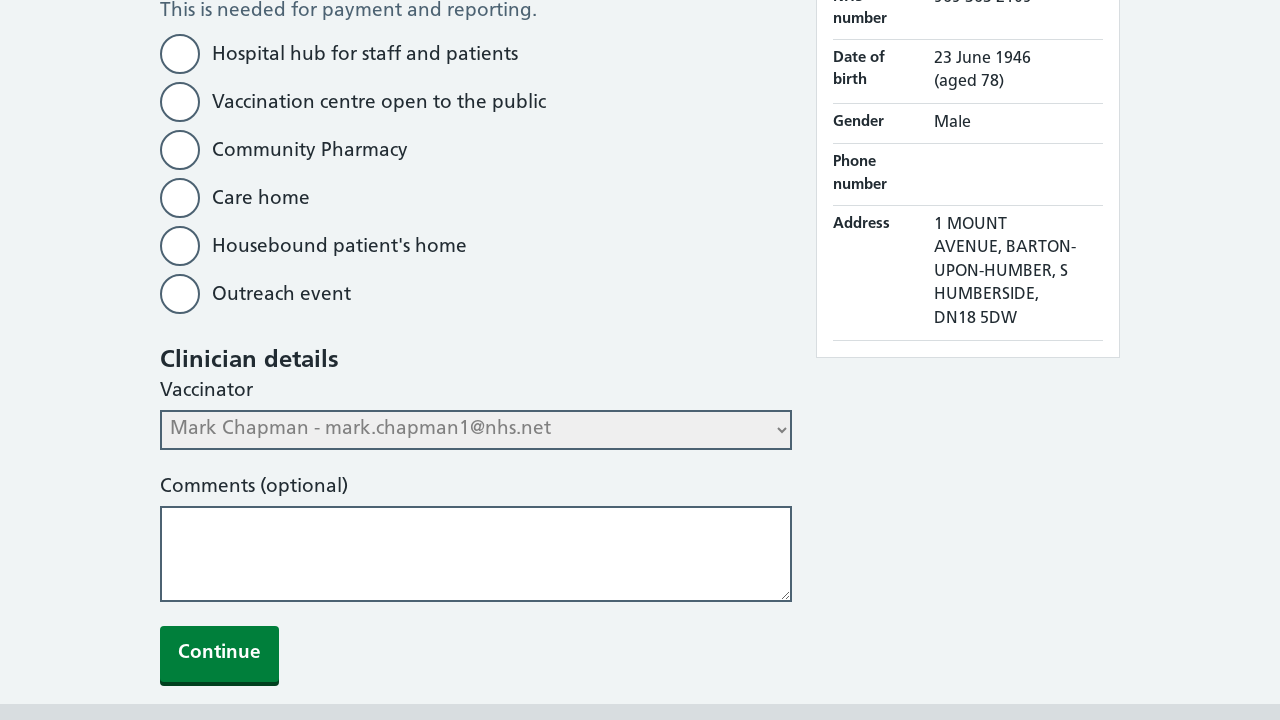 This is needed for payment and reporting.
Hospital hub for staff and patients
Vaccination centre open to the public
Community Pharmacy
Care home
Housebound patient's home
Outreach event
Clinician details
Vaccinator
Mark Chapman - mark.chapman1@nhs.net
Comments (optional)
Continue
number
Date of birth
23 June 1946
(aged 78)
Gender
Male
Phone number
Address
1 MOUNT
AVENUE, BARTON-
UPON-HUMBER, S
HUMBERSIDE,
DN18 5DW